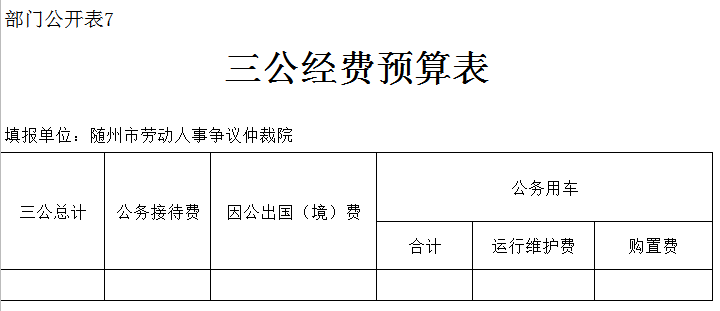 部门公开表7
三公经费预算表
填报单位：随州市劳动人事争议仲裁院
三公总计 公务接待费 因公出国（境）费 公务用车
合计 运行维护费 购置费